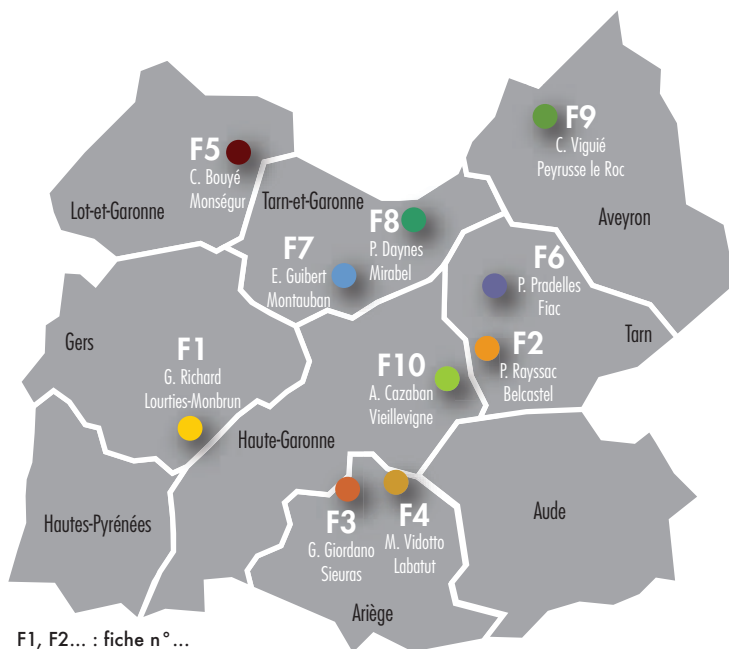 F9
C. Viguié
Peyrusse le Roc
Aveyron
F5
C. Bouyé
Monségur
Lot-et-Garonne
Tarn-et-Garonne
F8
P. Daynes
Mirabel
F7
E. Guibert
Montauban
F6
P. Pradelles
Fiac
Tarn
F2
P. Rayssac
Belcastel
Gers
F1
G. Richard
Lourties-Monbrun
F10
A. Cazaban
Vieillevigne
Haute-Garonne
Hautes-Pyrénées
F3
G. Giordano
Sieuras
F4
M. Vidotto
Labatut
Aude
Ariège
F1, F2... : fiche n°...